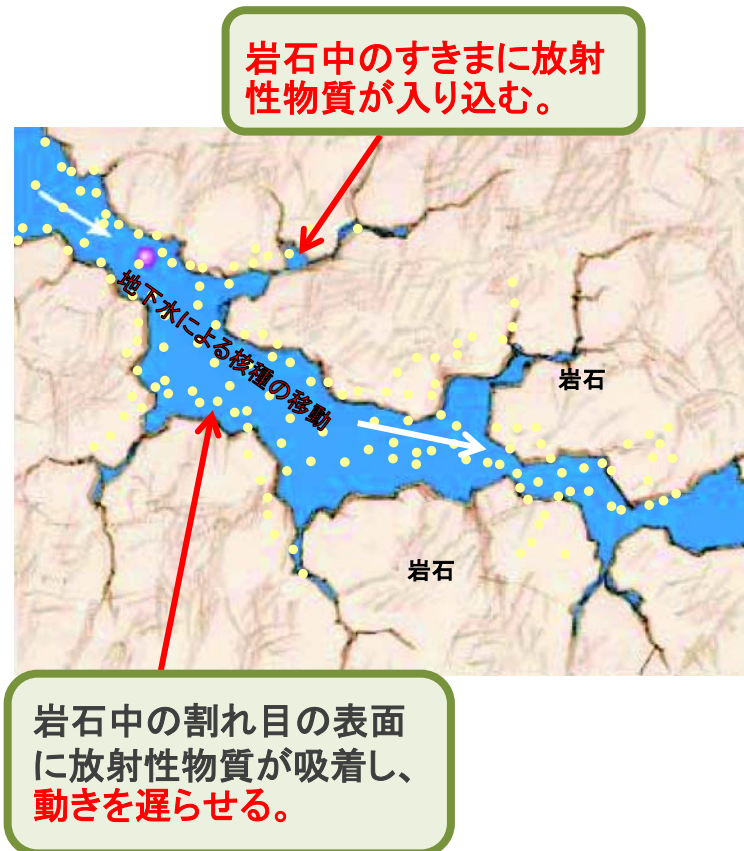 岩石中のすきまに放射
性物質が入り込む。
地下水による核種の移動
岩石
岩石
岩石中の割れ目の表面
に放射性物質が吸着し、
動きを遅らせる。